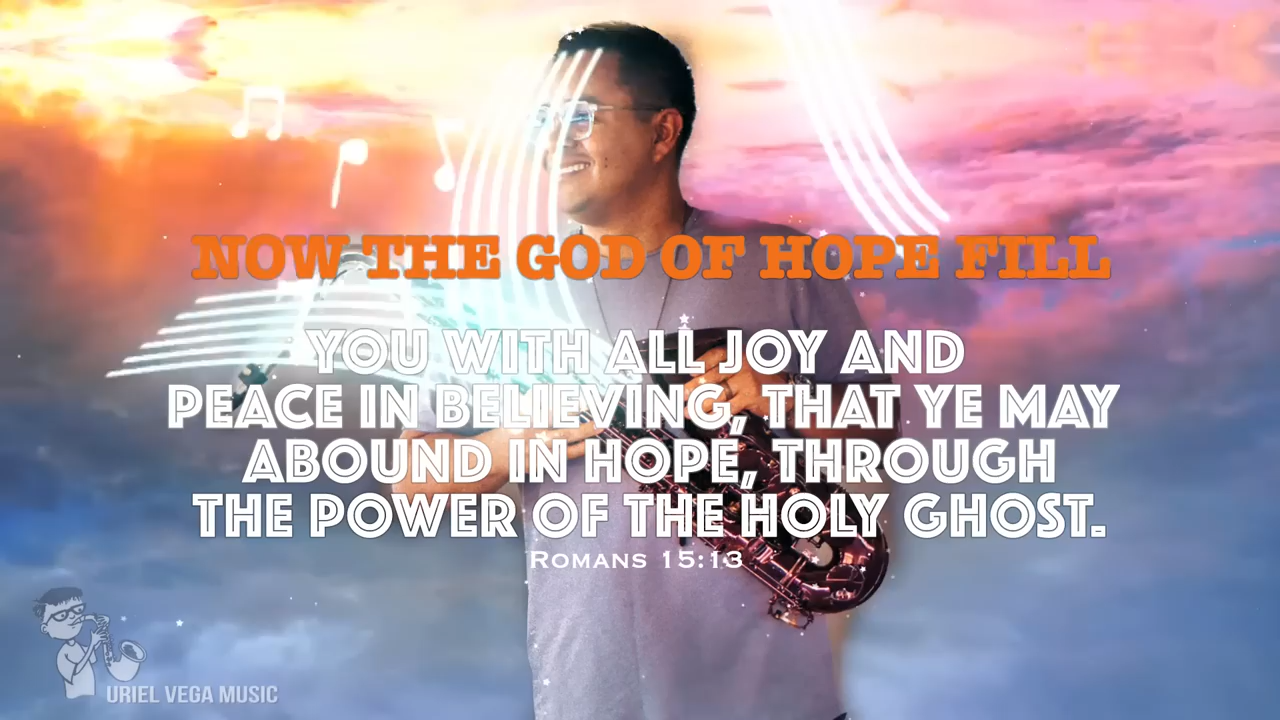 NOW THE GOD OF HOPE FILL
YOU WITH ALL JOY AND
PEACE IN BELIEVING, THAT YE MAY
ABOUND IN HOPE, THROUGH
THE POWER OF THE HOLY GHOST.
ROMANS 15:13
URIEL VEGA MUSIC